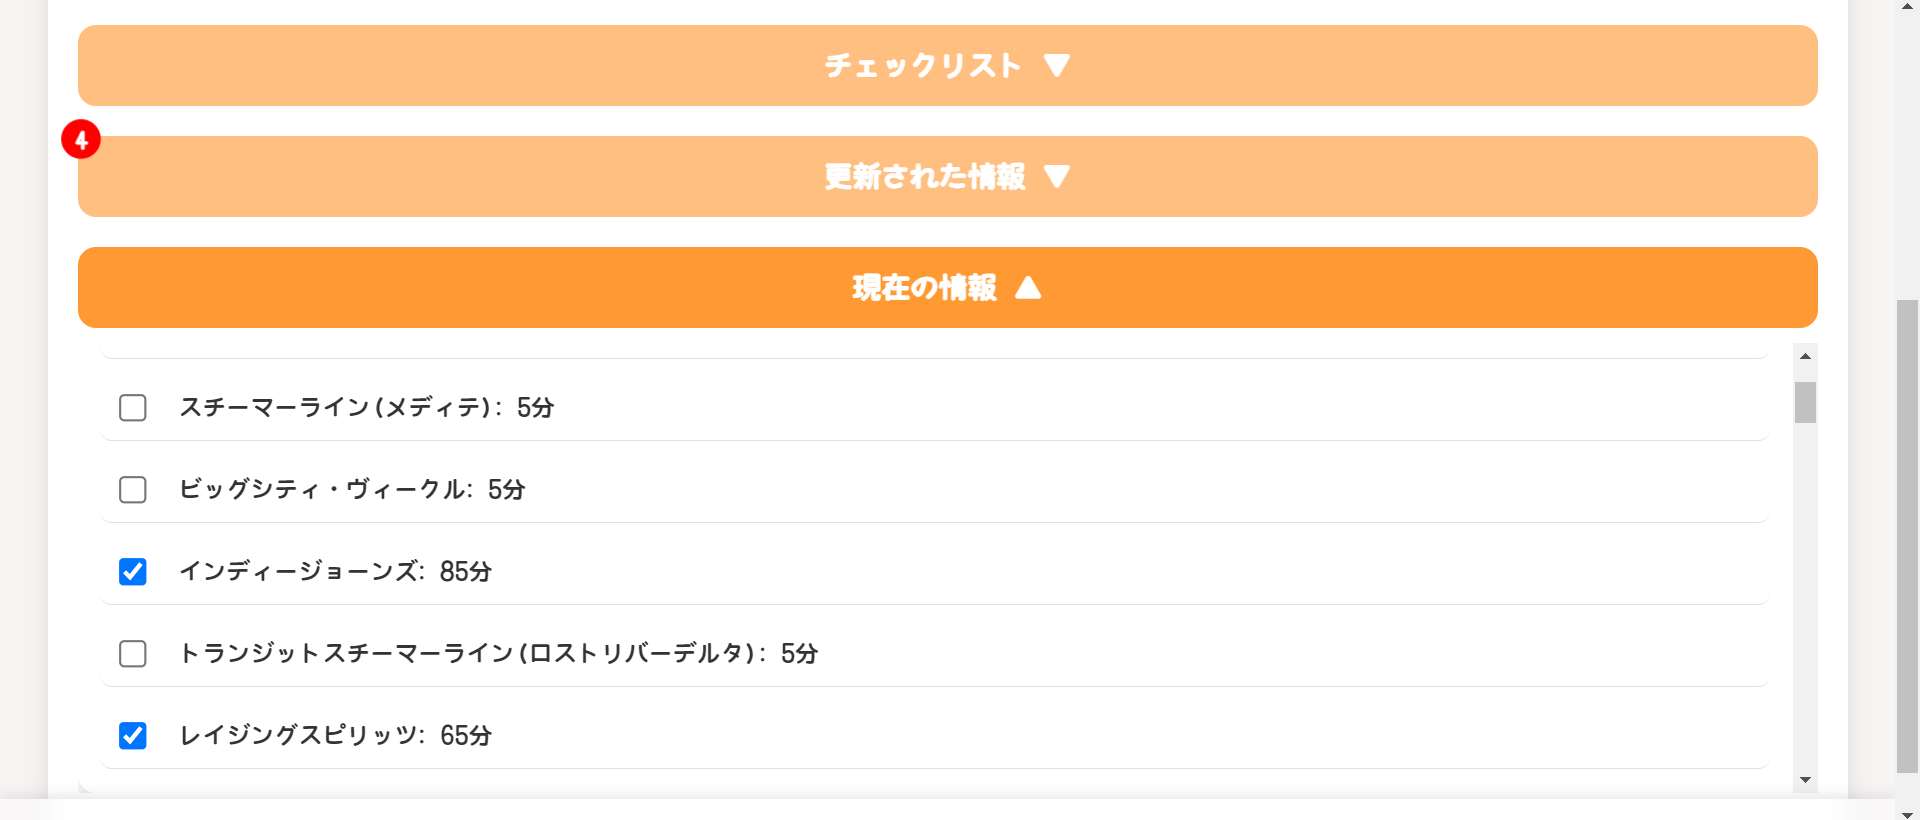 チェックリスト ▼
4
更新された情報 ▼
現在の情報 ▲
スチーマーライン(メディテ): 5分
ビッグシティ・ヴィークル: 5分
インディージョーンズ: 85分
トランジットスチーマーライン(ロストリバーデルタ): 5分
レイジングスピリッツ: 65分